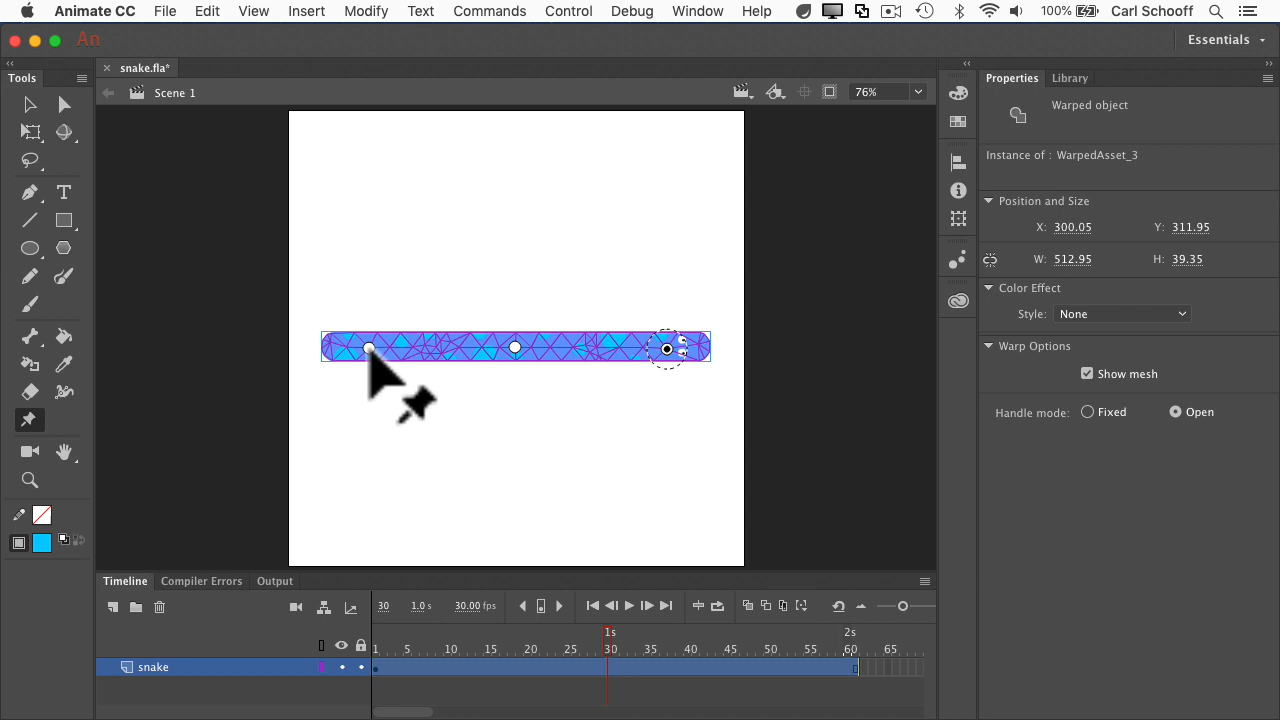 Animate CC File Edit View Insert Modify Text Commands Control Debug Window Help 100% Carl Schooff
An Essentials
Tools snake.fla* Properties Library
Scene 1 76% Warped object
T
Instance of : WarpedAsset_3
Position and Size
X: 300.05 Y: 311.95
W: 512.95 H: 39.35
Color Effect
Style: None
Warp Options
Show mesh
Handle mode: Fixed Open
Timeline Compiler Errors Output
30 1.0 s 30.00 fps
1s 2s
1 5 10 15 20 25 30 35 40 45 50 55 60 65
snake